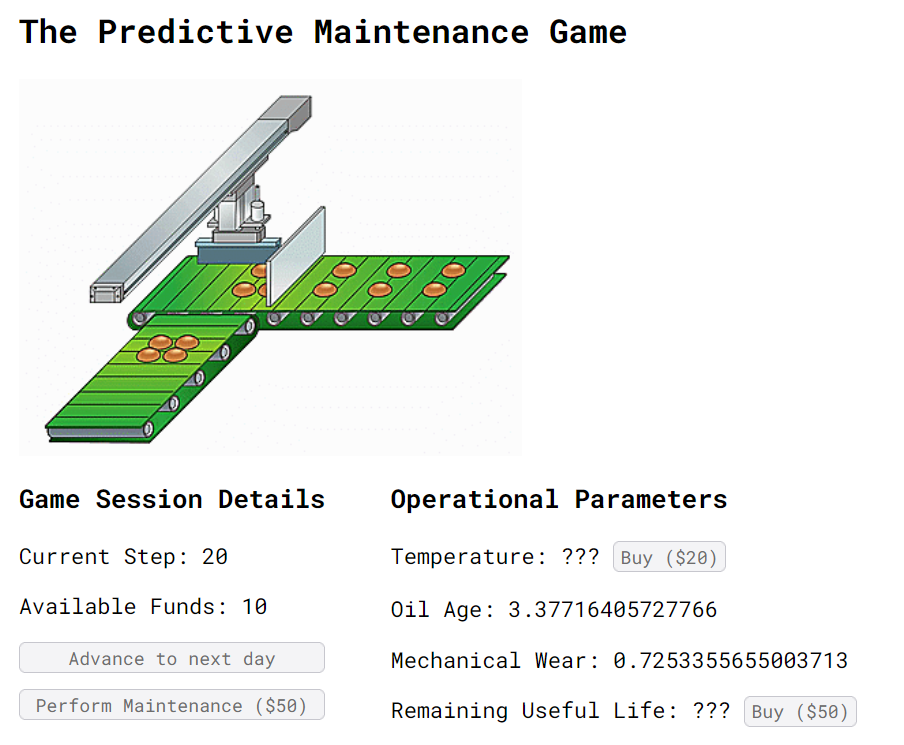 The Predictive Maintenance Game
Game Session Details
Current Step: 20
Available Funds: 10
Advance to next day
Perform Maintenance ($50)
Operational Parameters
Temperature: ??? Buy ($20)
Oil Age: 3.37716405727766
Mechanical Wear: 0.7253355655003713
Remaining Useful Life: ??? Buy ($50)